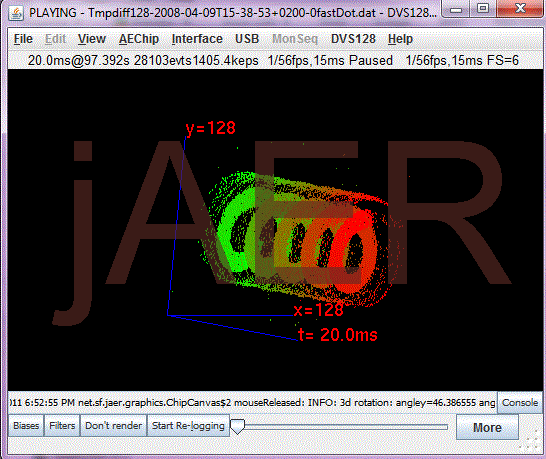 PLAYING - Tmpdiff128-2008-04-09T15-38-53+0200-0fastDot.dat - DVS128...
File Edit View AEChip Interface USB MonSeq DVS128 Help
20.0ms@97.392s 28103evts1405.4keps 1/56fps,15ms Paused 1/56fps,15ms FS=6
y=128
jAER
x=128
t= 20.0ms
)11 6:52:55 PM net.sf.jaer.graphics.ChipCanvas$2 mouseReleased: INFO: 3d rotation: angley=46.386555 ang
Console
Biases Filters Don't render Start Re-logging More